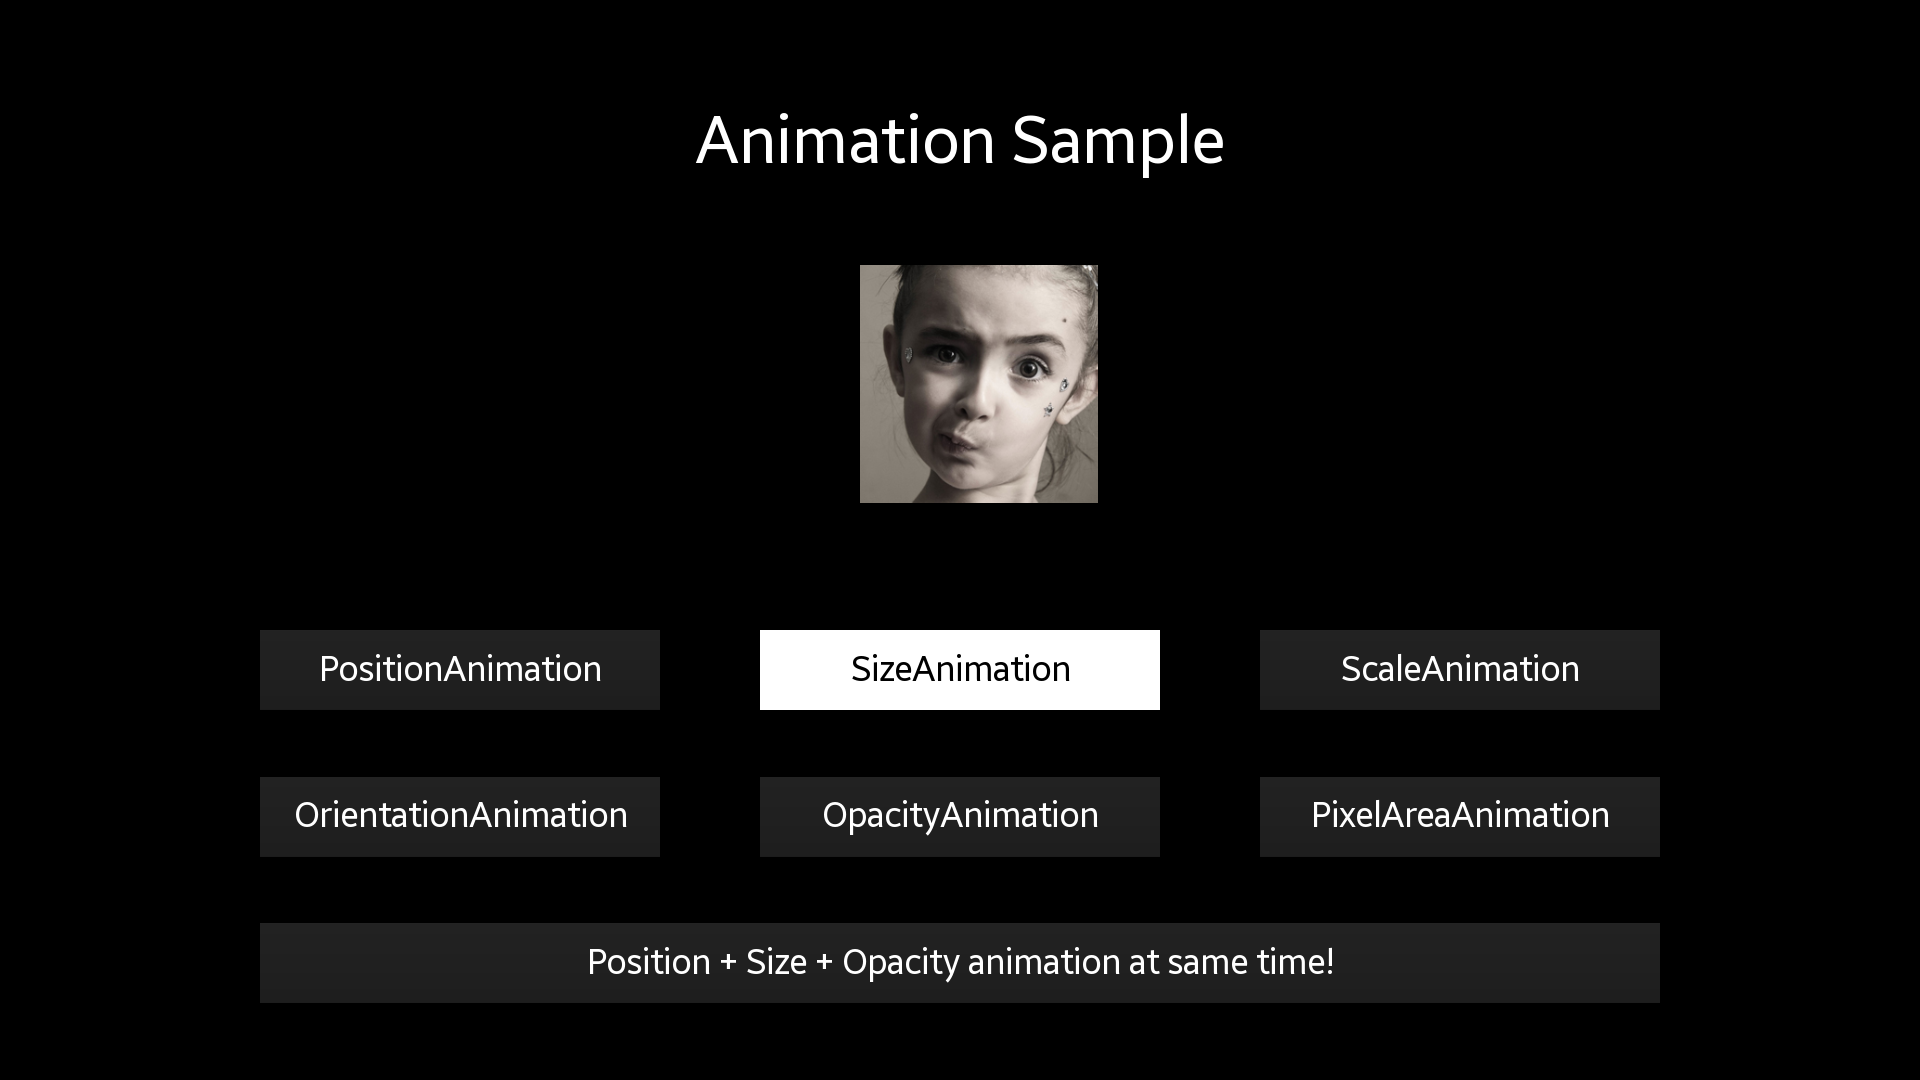 Animation Sample
PositionAnimation
SizeAnimation
ScaleAnimation
OrientationAnimation
OpacityAnimation
PixelAreaAnimation
Position + Size + Opacity animation at same time!